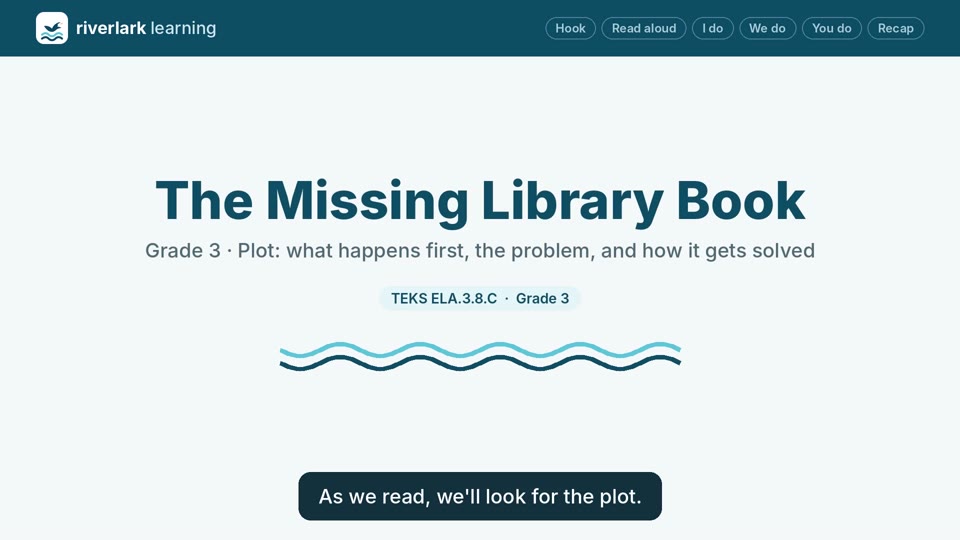 riverlark learning
Hook
Read aloud
I do
We do
You do
Recap
The Missing Library Book
Grade 3 · Plot: what happens first, the problem, and how it gets solved
TEKS ELA.3.8.C · Grade 3
As we read, we'll look for the plot.